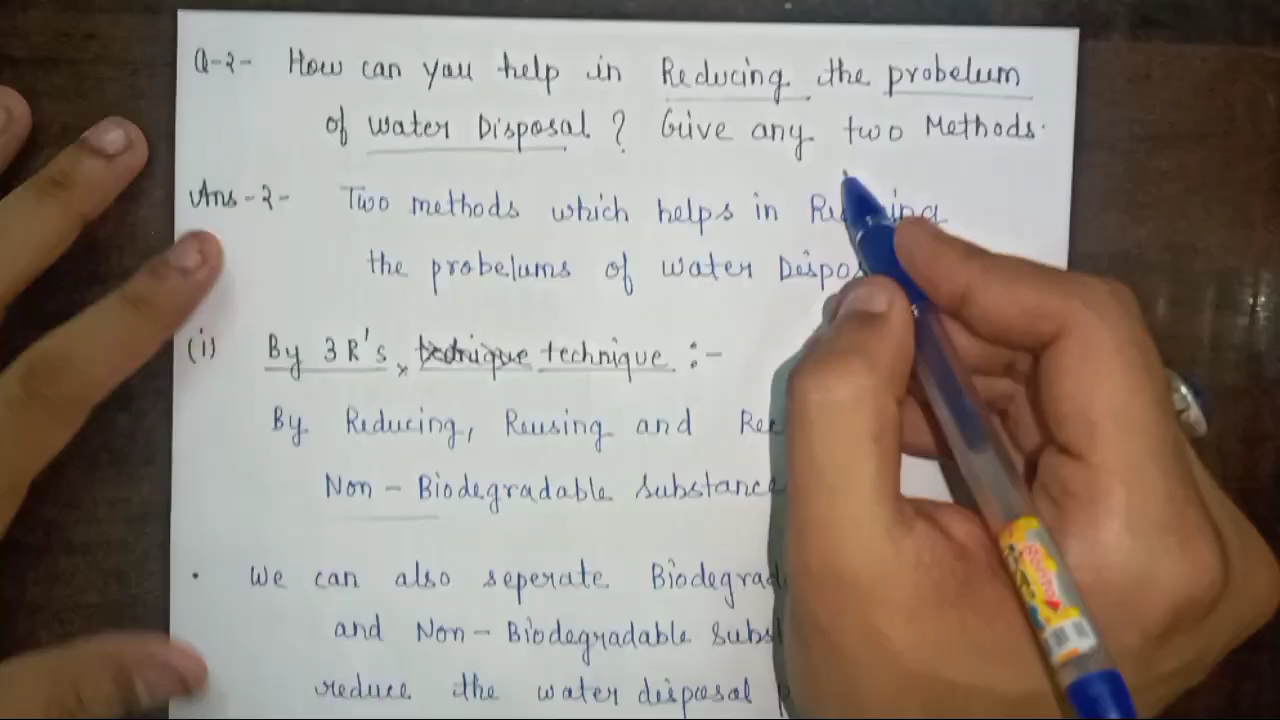 Q-2- How can you help in Reducing the probelum
of water Disposal ? Give any two Methods.
Ans-2- Two methods which helps in
the probelums of water
(i) By 3R's technique technique :-
By Reducing, Reusing and
Non-Biodegradable substance
• We can also seperate
and Non-Biodegradable
reduce the water disposal